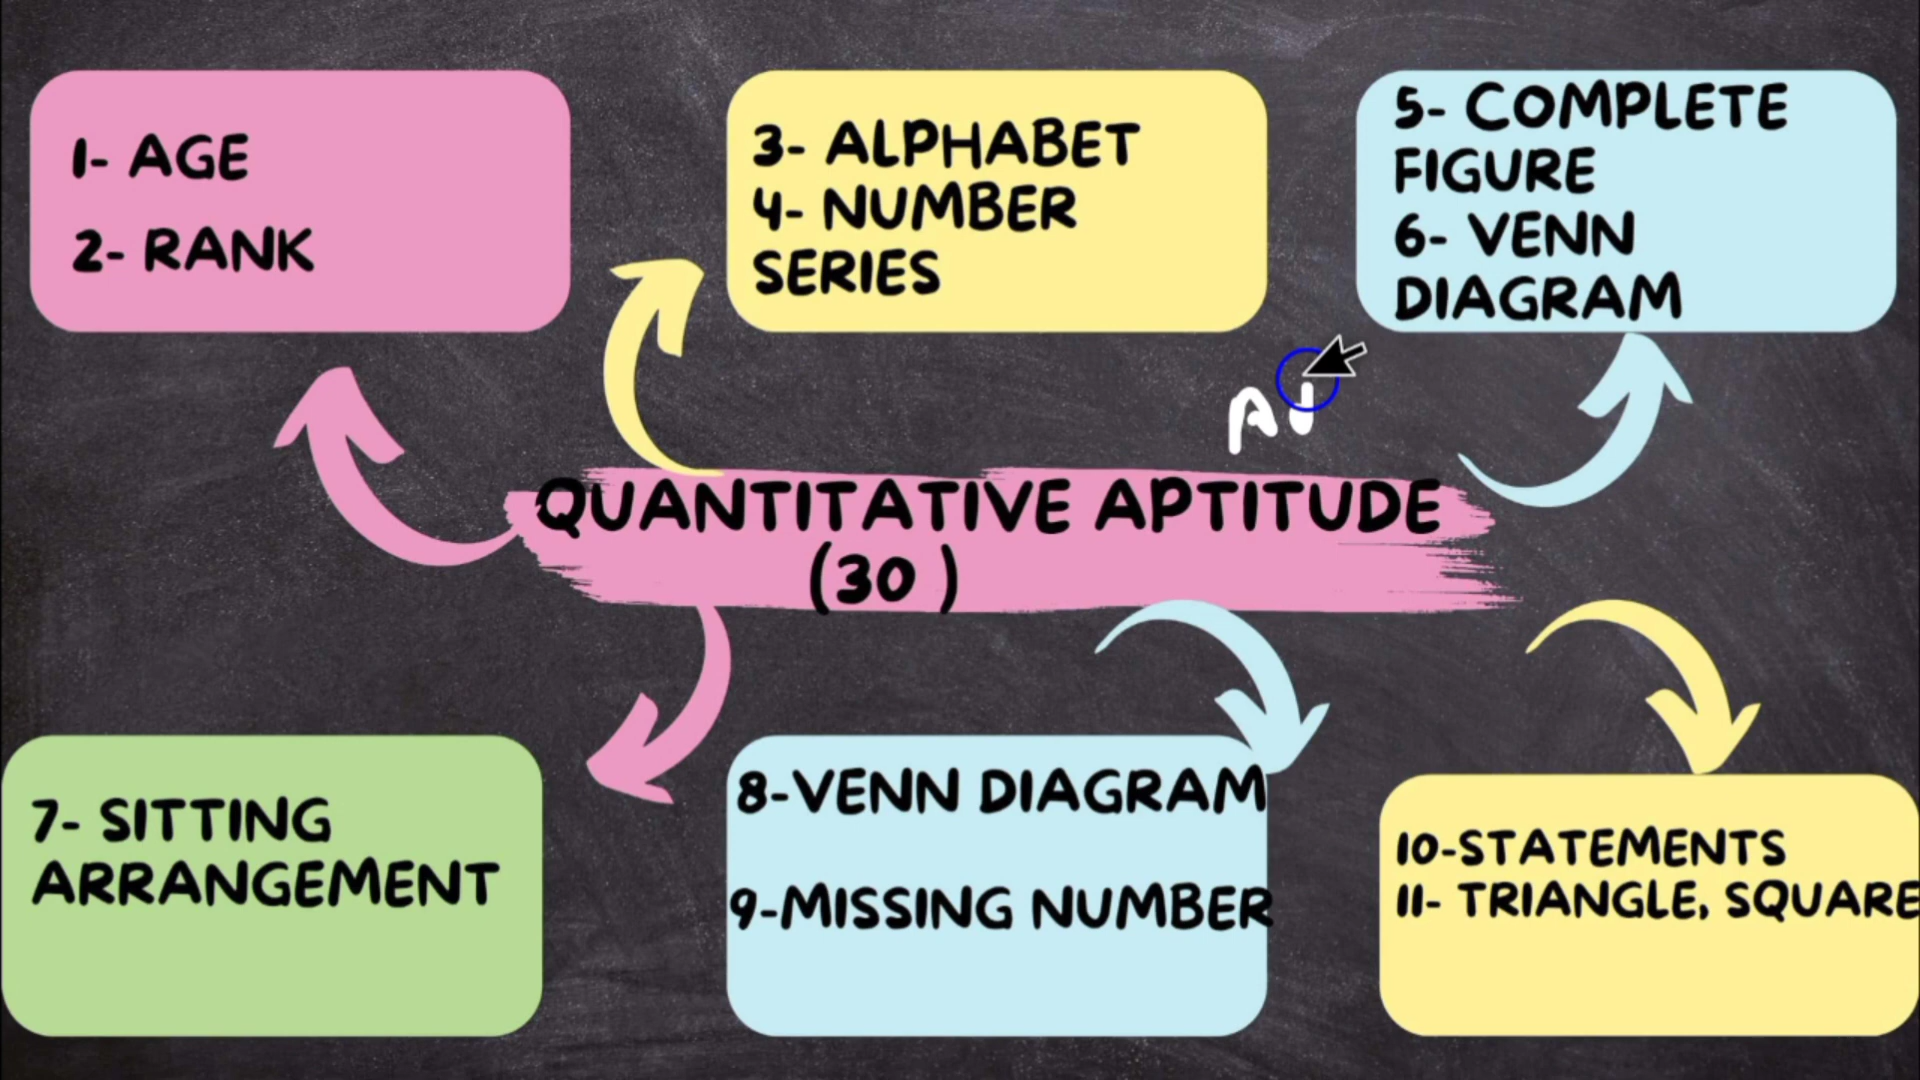 1- AGE
2- RANK
3- ALPHABET
4- NUMBER
SERIES
5- COMPLETE
FIGURE
6- VENN
DIAGRAM
QUANTITATIVE APTITUDE
(30 )
7- SITTING
ARRANGEMENT
8-VENN DIAGRAM
9-MISSING NUMBER
10-STATEMENTS
11- TRIANGLE, SQUARE